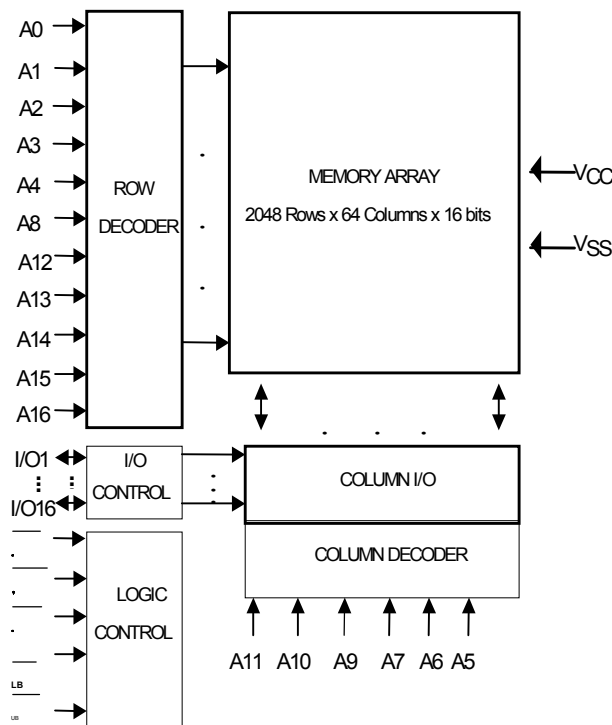 A0
A1
A2
A3
A4
A8
A12
A13
A14
A15
A16
ROW
DECODER
MEMORY ARRAY
2048 Rows x 64 Columns x 16 bits
VCC
VSS
I/O1
I/O16
I/O
CONTROL
COLUMN I/O
COLUMN DECODER
LOGIC
CONTROL
LB
UB
A11 A10 A9 A7 A6 A5